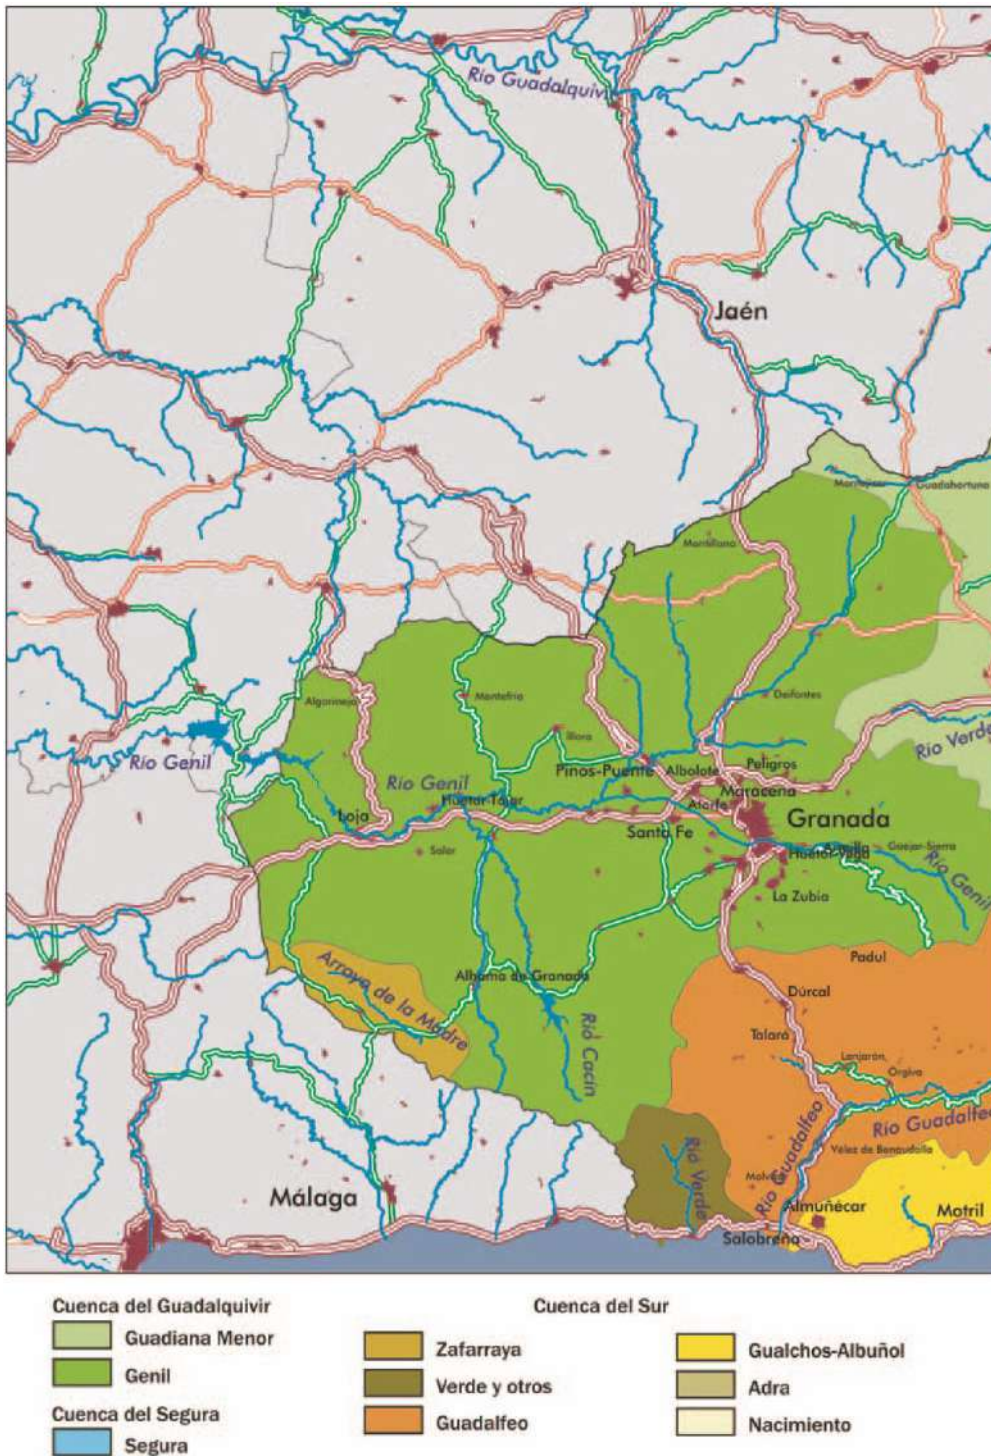 Río Guadalquivi
Jaén
Montejícar
Guadahortuna
Montillana
Algarinejo
Montefrío
Deifontes
Río Verde
Íllora
Río Genil
Pinos-Puente
Albolote
Peligros
Río Genil
Maracena
Huétor-Tájar
Atarfe
Loja
Santa Fe
Granada
Salar
Huétor-Vega
Güejar-Sierra
Río Genil
La Zubia
Padul
Arroyo de la Madre
Alhama de Granada
Dúrcal
Río Cacín
Talará
Lanjarón
Órgiva
Río Guadalfeo
Río Guadalfeo
Vélez de Benaudalla
Río Verde
Málaga
Almuñécar
Motril
Salobreña
Cuenca del Guadalquivir
Guadiana Menor
Genil
Cuenca del Segura
Segura
Cuenca del Sur
Zafarraya
Verde y otros
Guadalfeo
Gualchos-Albuñol
Adra
Nacimiento